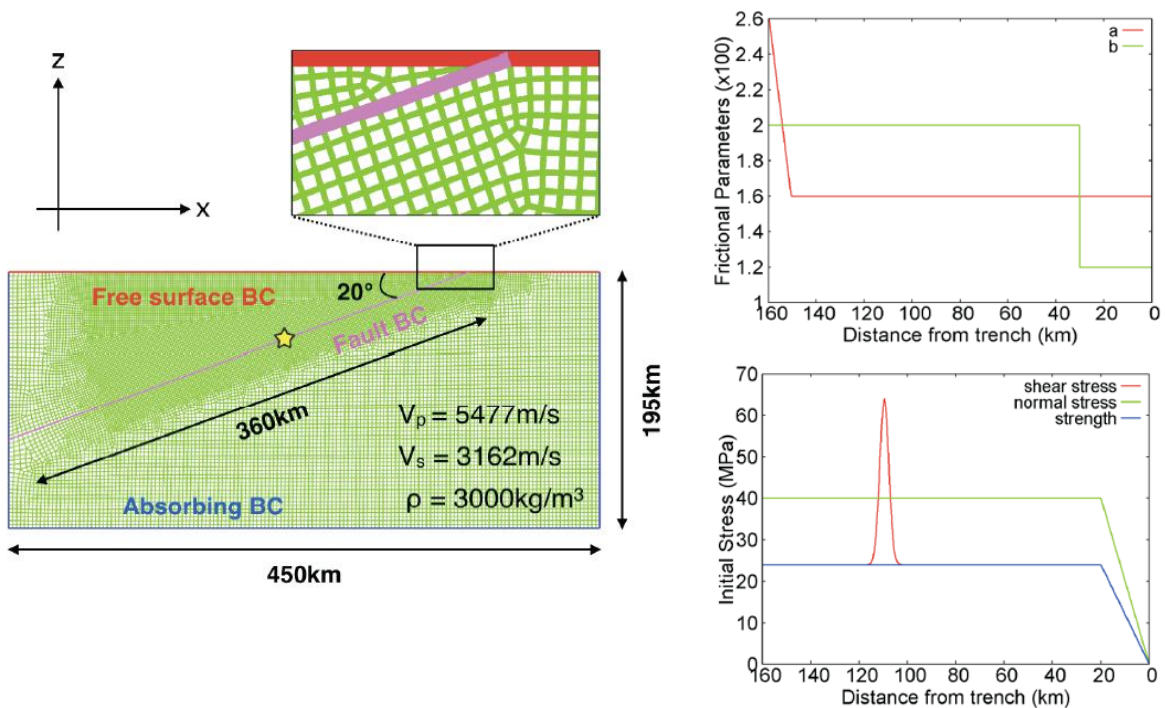 Z
X
Free surface BC
20°
Fault BC
360km
Vp = 5477m/s
Vs = 3162m/s
ρ = 3000kg/m³
Absorbing BC
195km
450km
Frictional Parameters (x100)
2.6
2.4
2.2
2
1.8
1.6
1.4
1.2
1
a
b
160 140 120 100 80 60 40 20 0
Distance from trench (km)
Initial Stress (MPa)
70
60
50
40
30
20
10
0
shear stress
normal stress
strength
160 140 120 100 80 60 40 20 0
Distance from trench (km)